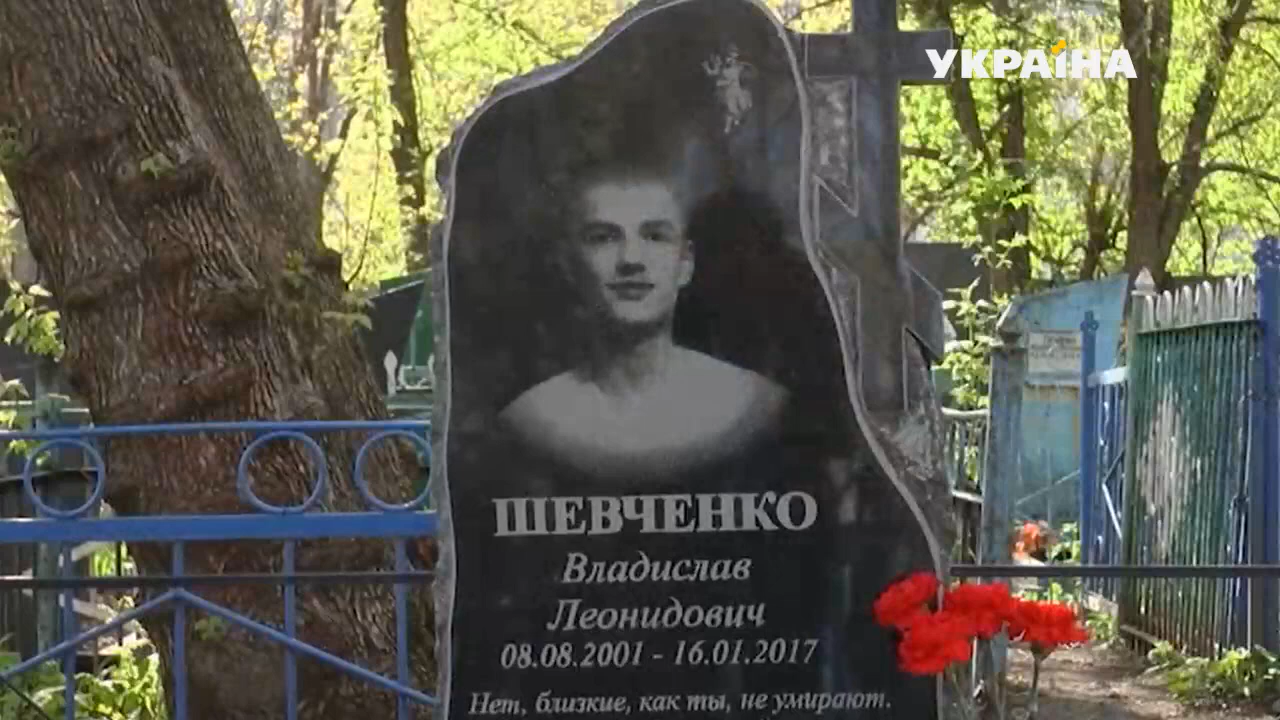 УКРАЇНА
ШЕВЧЕНКО
Владислав
Леонидович
08.08.2001 - 16.01.2017
Нет, близкие, как ты, не умирают.